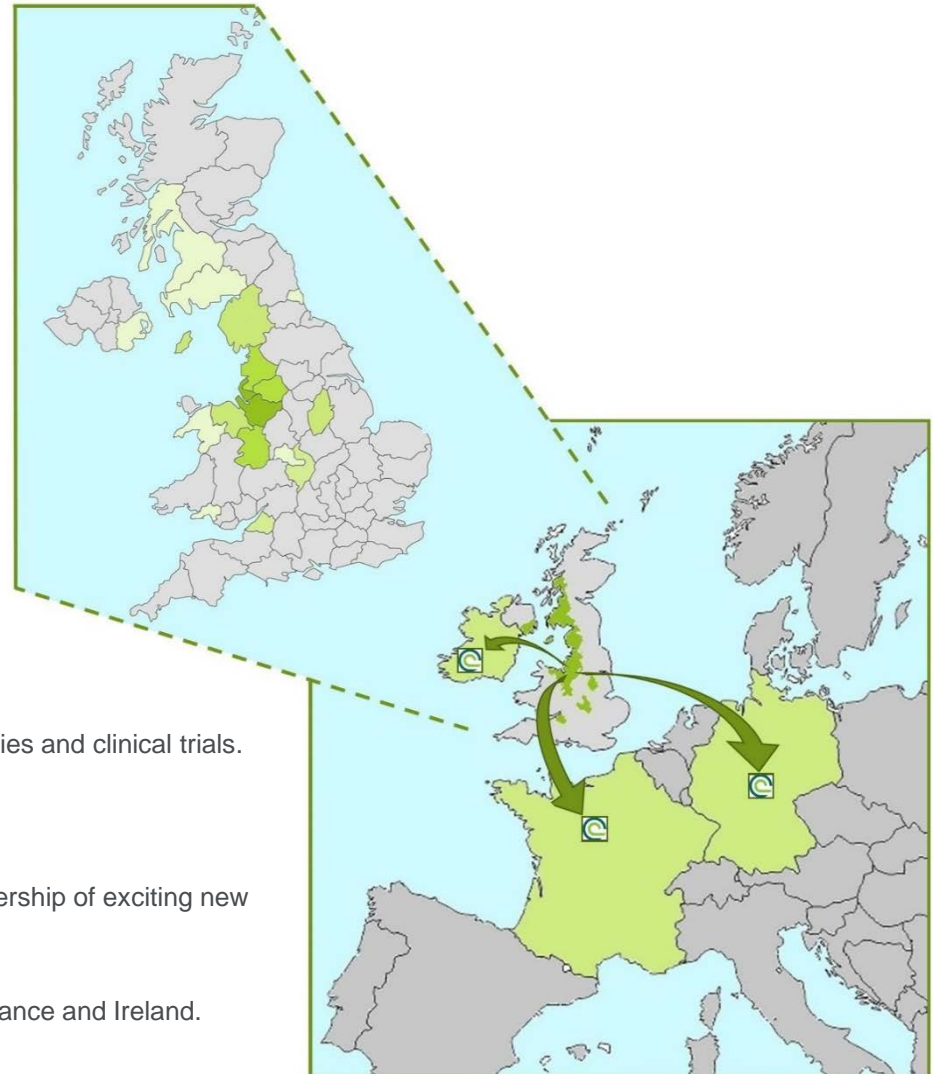 ies and clinical trials.
ership of exciting new
ance and Ireland.